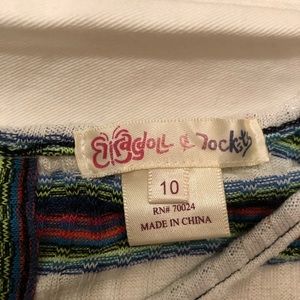 Ragdoll & Rockets
10
RN# 70024
MADE IN CHINA